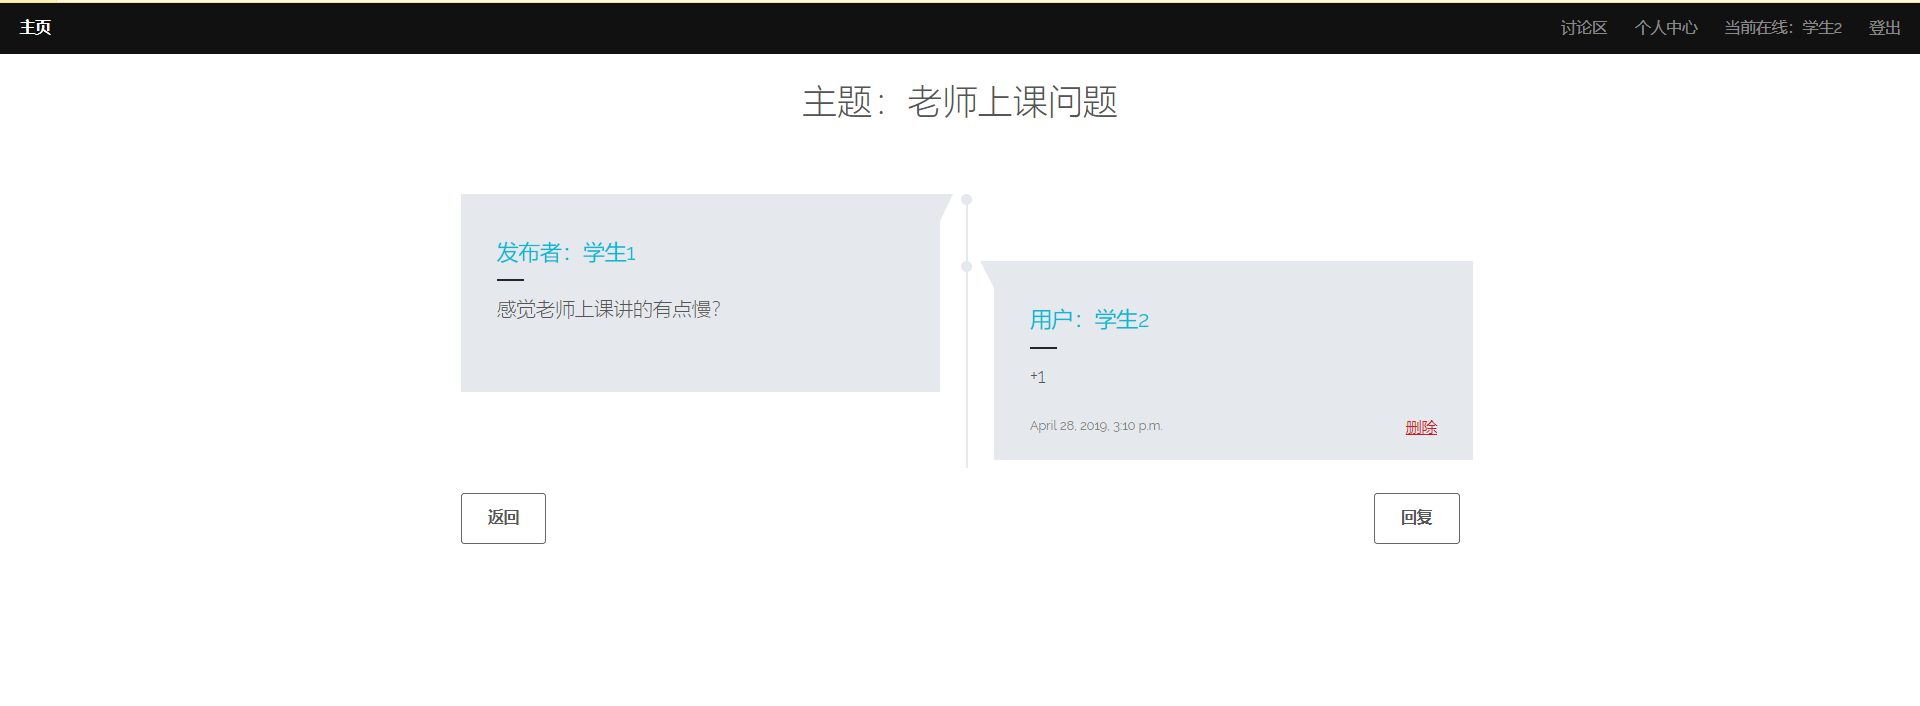 主页
讨论区 个人中心 当前在线：学生2 登出
主题：老师上课问题
发布者：学生1
感觉老师上课讲的有点慢？
用户：学生2
+1
April 28, 2019, 3:10 p.m.
删除
返回
回复